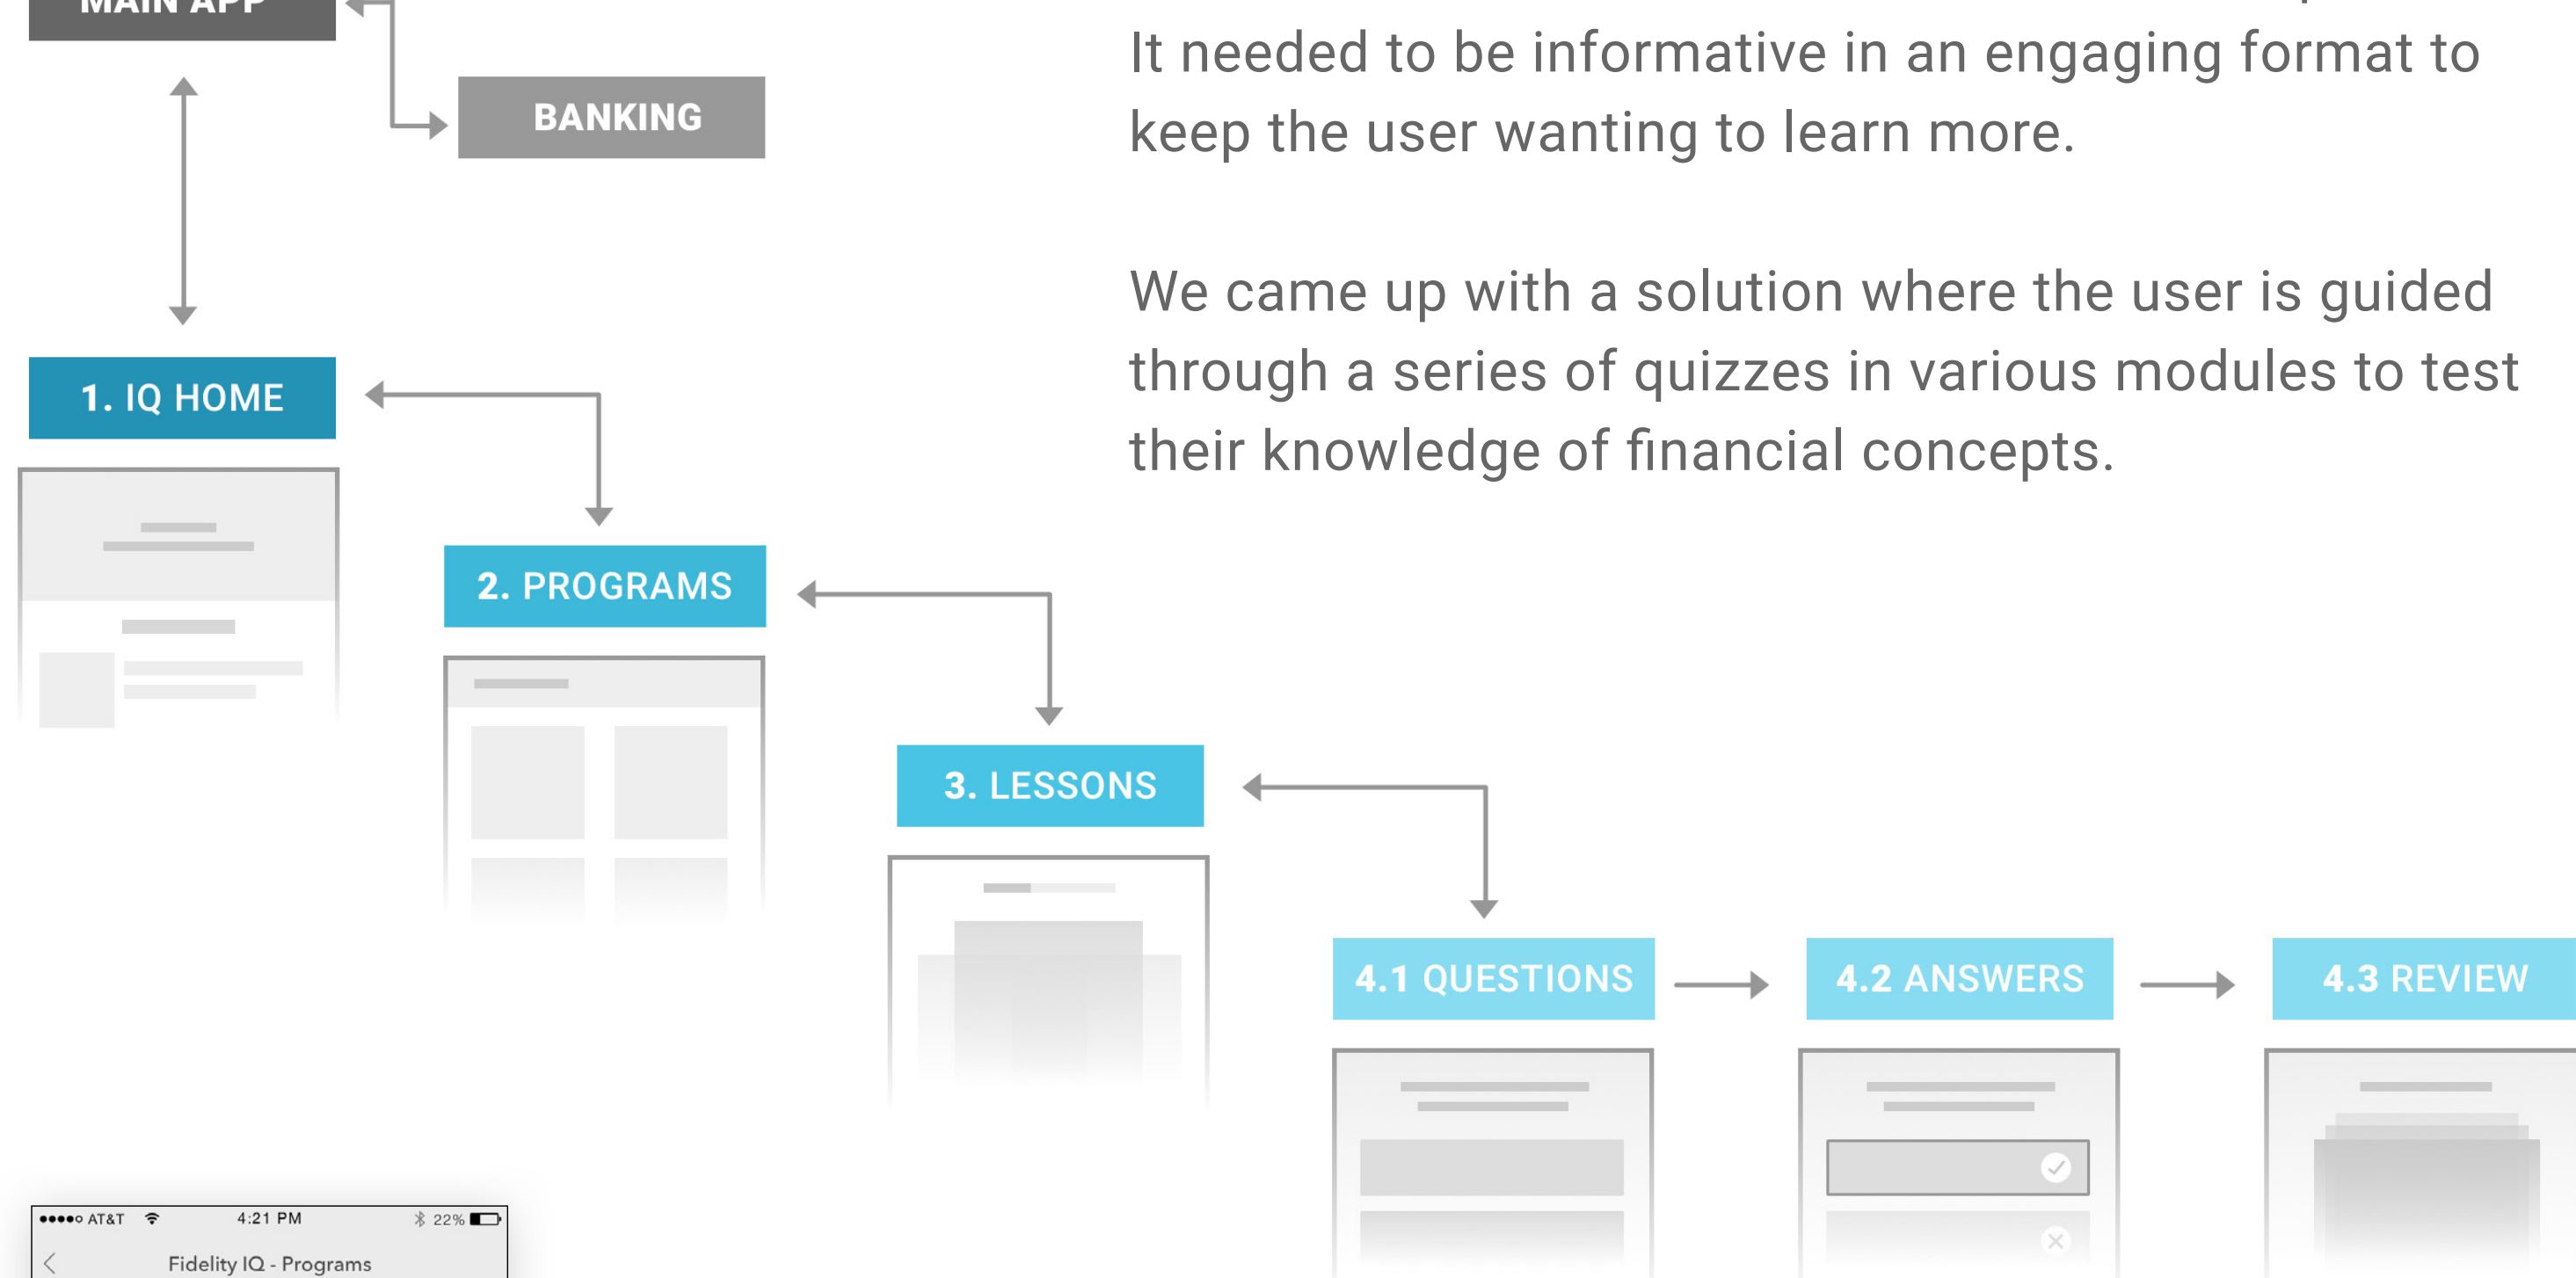 MAIN APP
BANKING
It needed to be informative in an engaging format to
keep the user wanting to learn more.
We came up with a solution where the user is guided
through a series of quizzes in various modules to test
their knowledge of financial concepts.
1. IQ HOME
2. PROGRAMS
3. LESSONS
4.1 QUESTIONS
4.2 ANSWERS
4.3 REVIEW
AT&T 4:21 PM 22%
Fidelity IQ - Programs